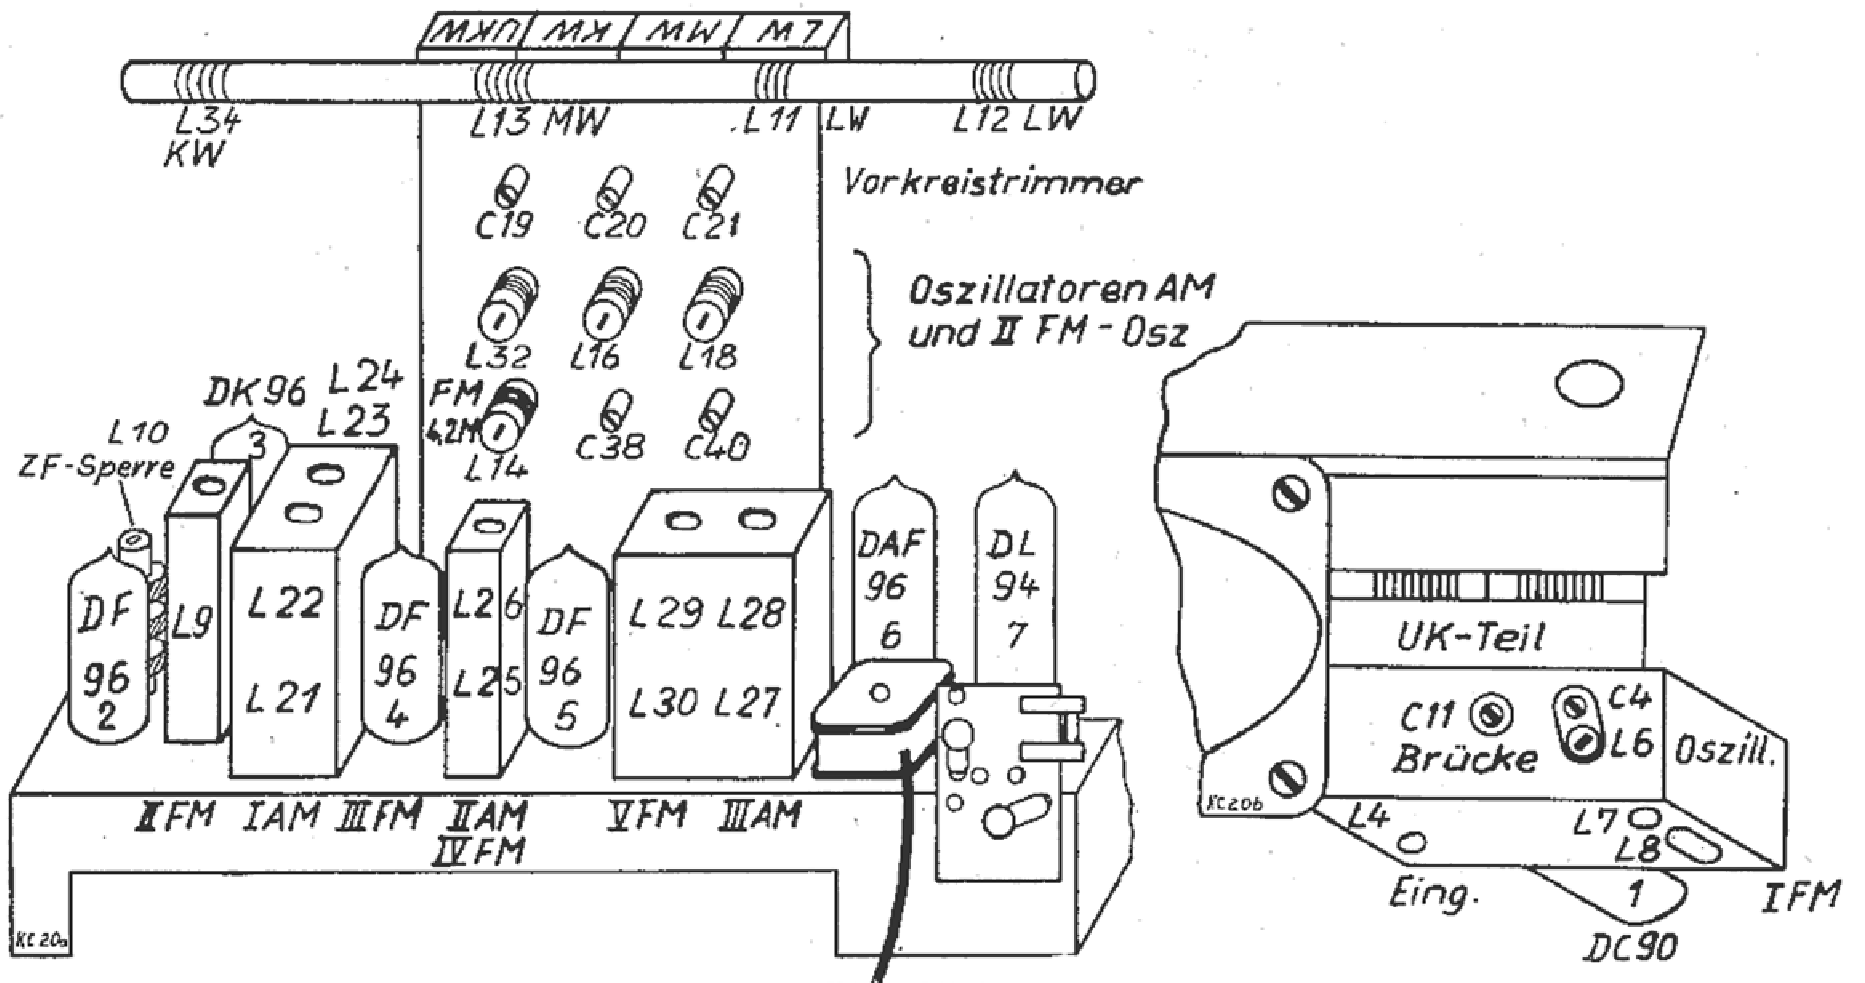 UKW KW MW LW
L34
KW
L13 MW
L11 LW
L12 LW
C19 C20 C21
Vorkreistrimmer
L32 L16 L18
Oszillatoren AM
und II FM - Osz
FM
4,2M
L14
C38 C40
DK96
3
L24
L23
L10
ZF-Sperre
DF
96
2
L9
L22
L21
DF
96
4
L26
L25
DF
96
5
L29 L28
L30 L27
DAF
96
6
DL
94
7
II FM I AM III FM II AM V FM III AM
IV FM
KC 20a
UK-Teil
C11
Brücke
C4
L6
Oszill.
KC20b
L4
L7
L8
Eing.
1
I FM
DC90